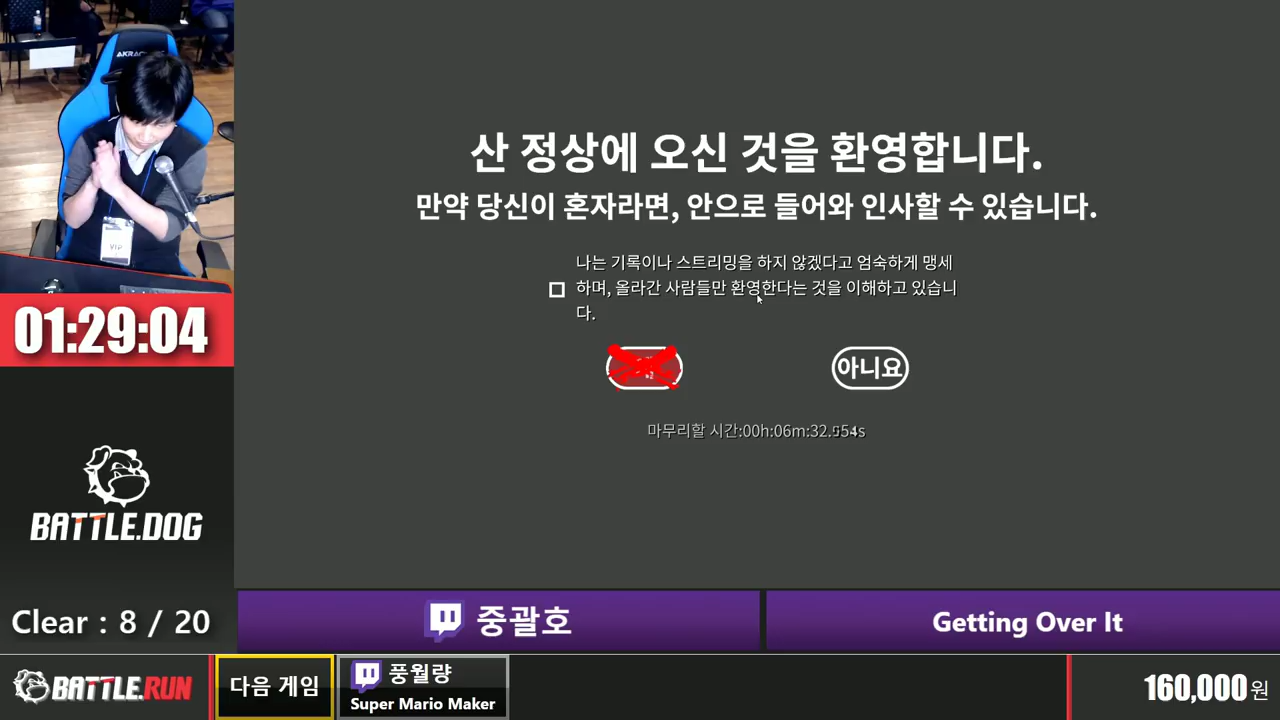 AKRACING
VIP
산 정상에 오신 것을 환영합니다.
만약 당신이 혼자라면, 안으로 들어와 인사할 수 있습니다.
나는 기록이나 스트리밍을 하지 않겠다고 엄숙하게 맹세
하며, 올라간 사람들만 환영한다는 것을 이해하고 있습니
다.
아니요
마무리할 시간:00h:06m:32.954s
01:29:04
BATTLE.DOG
Clear : 8 / 20
중괄호
Getting Over It
BATTLE.RUN
다음 게임
풍월량
Super Mario Maker
160,000원